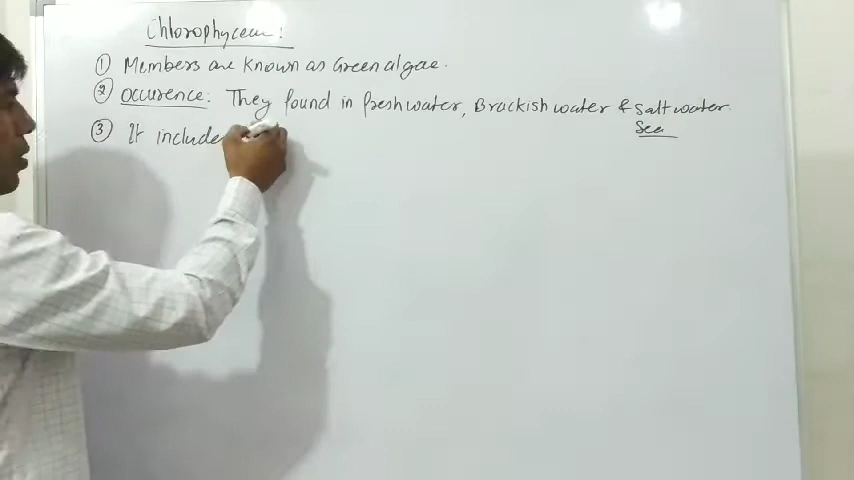 Chlorophyceae:
① Members are known as Green algae.
② Occurence: They found in freshwater, Brackish water & Salt water.
Sea
③ It include